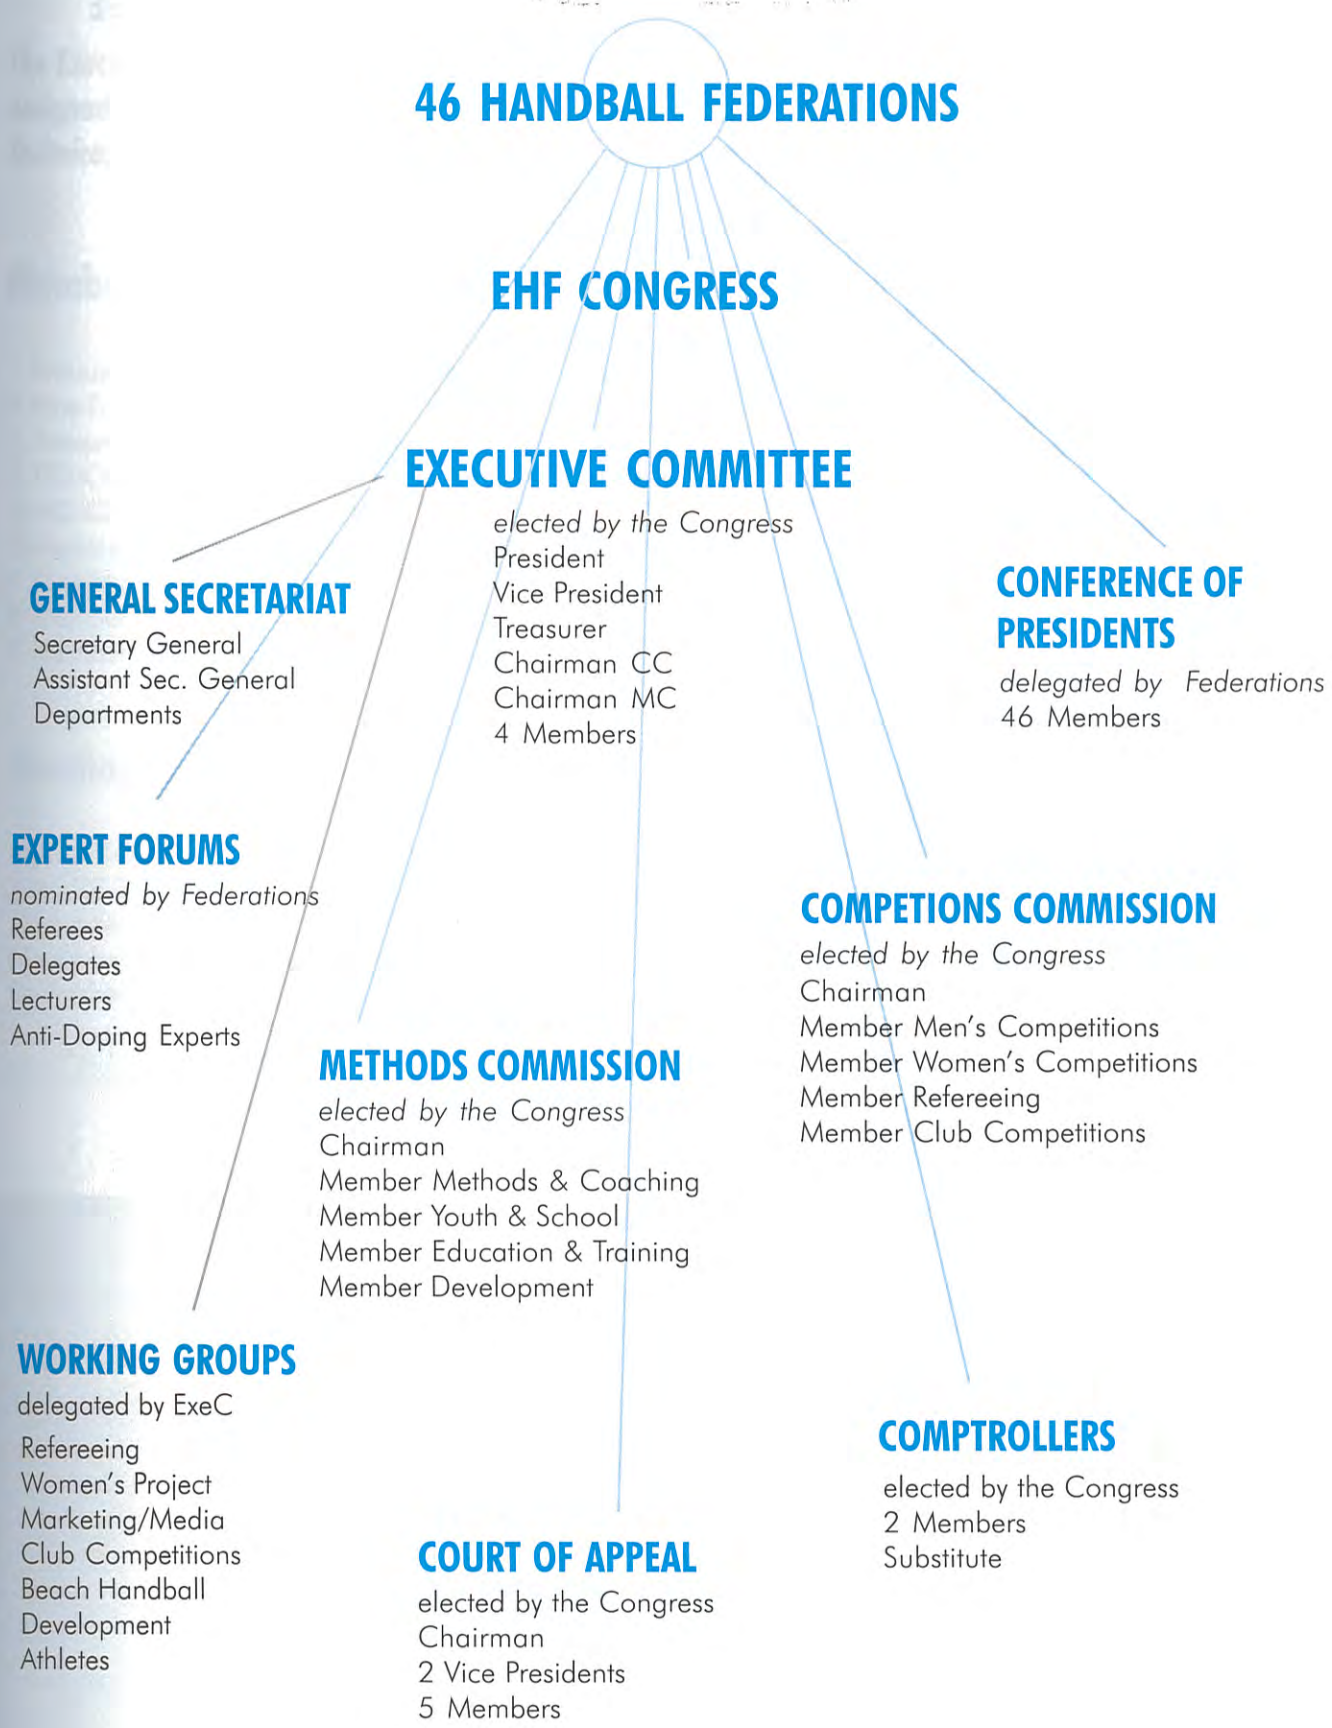 46 HANDBALL FEDERATIONS
EHF CONGRESS
EXECUTIVE COMMITTEE
elected by the Congress
President
Vice President
Treasurer
Chairman CC
Chairman MC
4 Members
GENERAL SECRETARIAT
Secretary General
Assistant Sec. General
Departments
CONFERENCE OF
PRESIDENTS
delegated by Federations
46 Members
EXPERT FORUMS
nominated by Federations
Referees
Delegates
Lecturers
Anti-Doping Experts
COMPETIONS COMMISSION
elected by the Congress
Chairman
Member Men's Competitions
Member Women's Competitions
Member Refereeing
Member Club Competitions
METHODS COMMISSION
elected by the Congress
Chairman
Member Methods & Coaching
Member Youth & School
Member Education & Training
Member Development
WORKING GROUPS
delegated by ExeC
Refereeing
Women's Project
Marketing/Media
Club Competitions
Beach Handball
Development
Athletes
COMPTROLLERS
elected by the Congress
2 Members
Substitute
COURT OF APPEAL
elected by the Congress
Chairman
2 Vice Presidents
5 Members